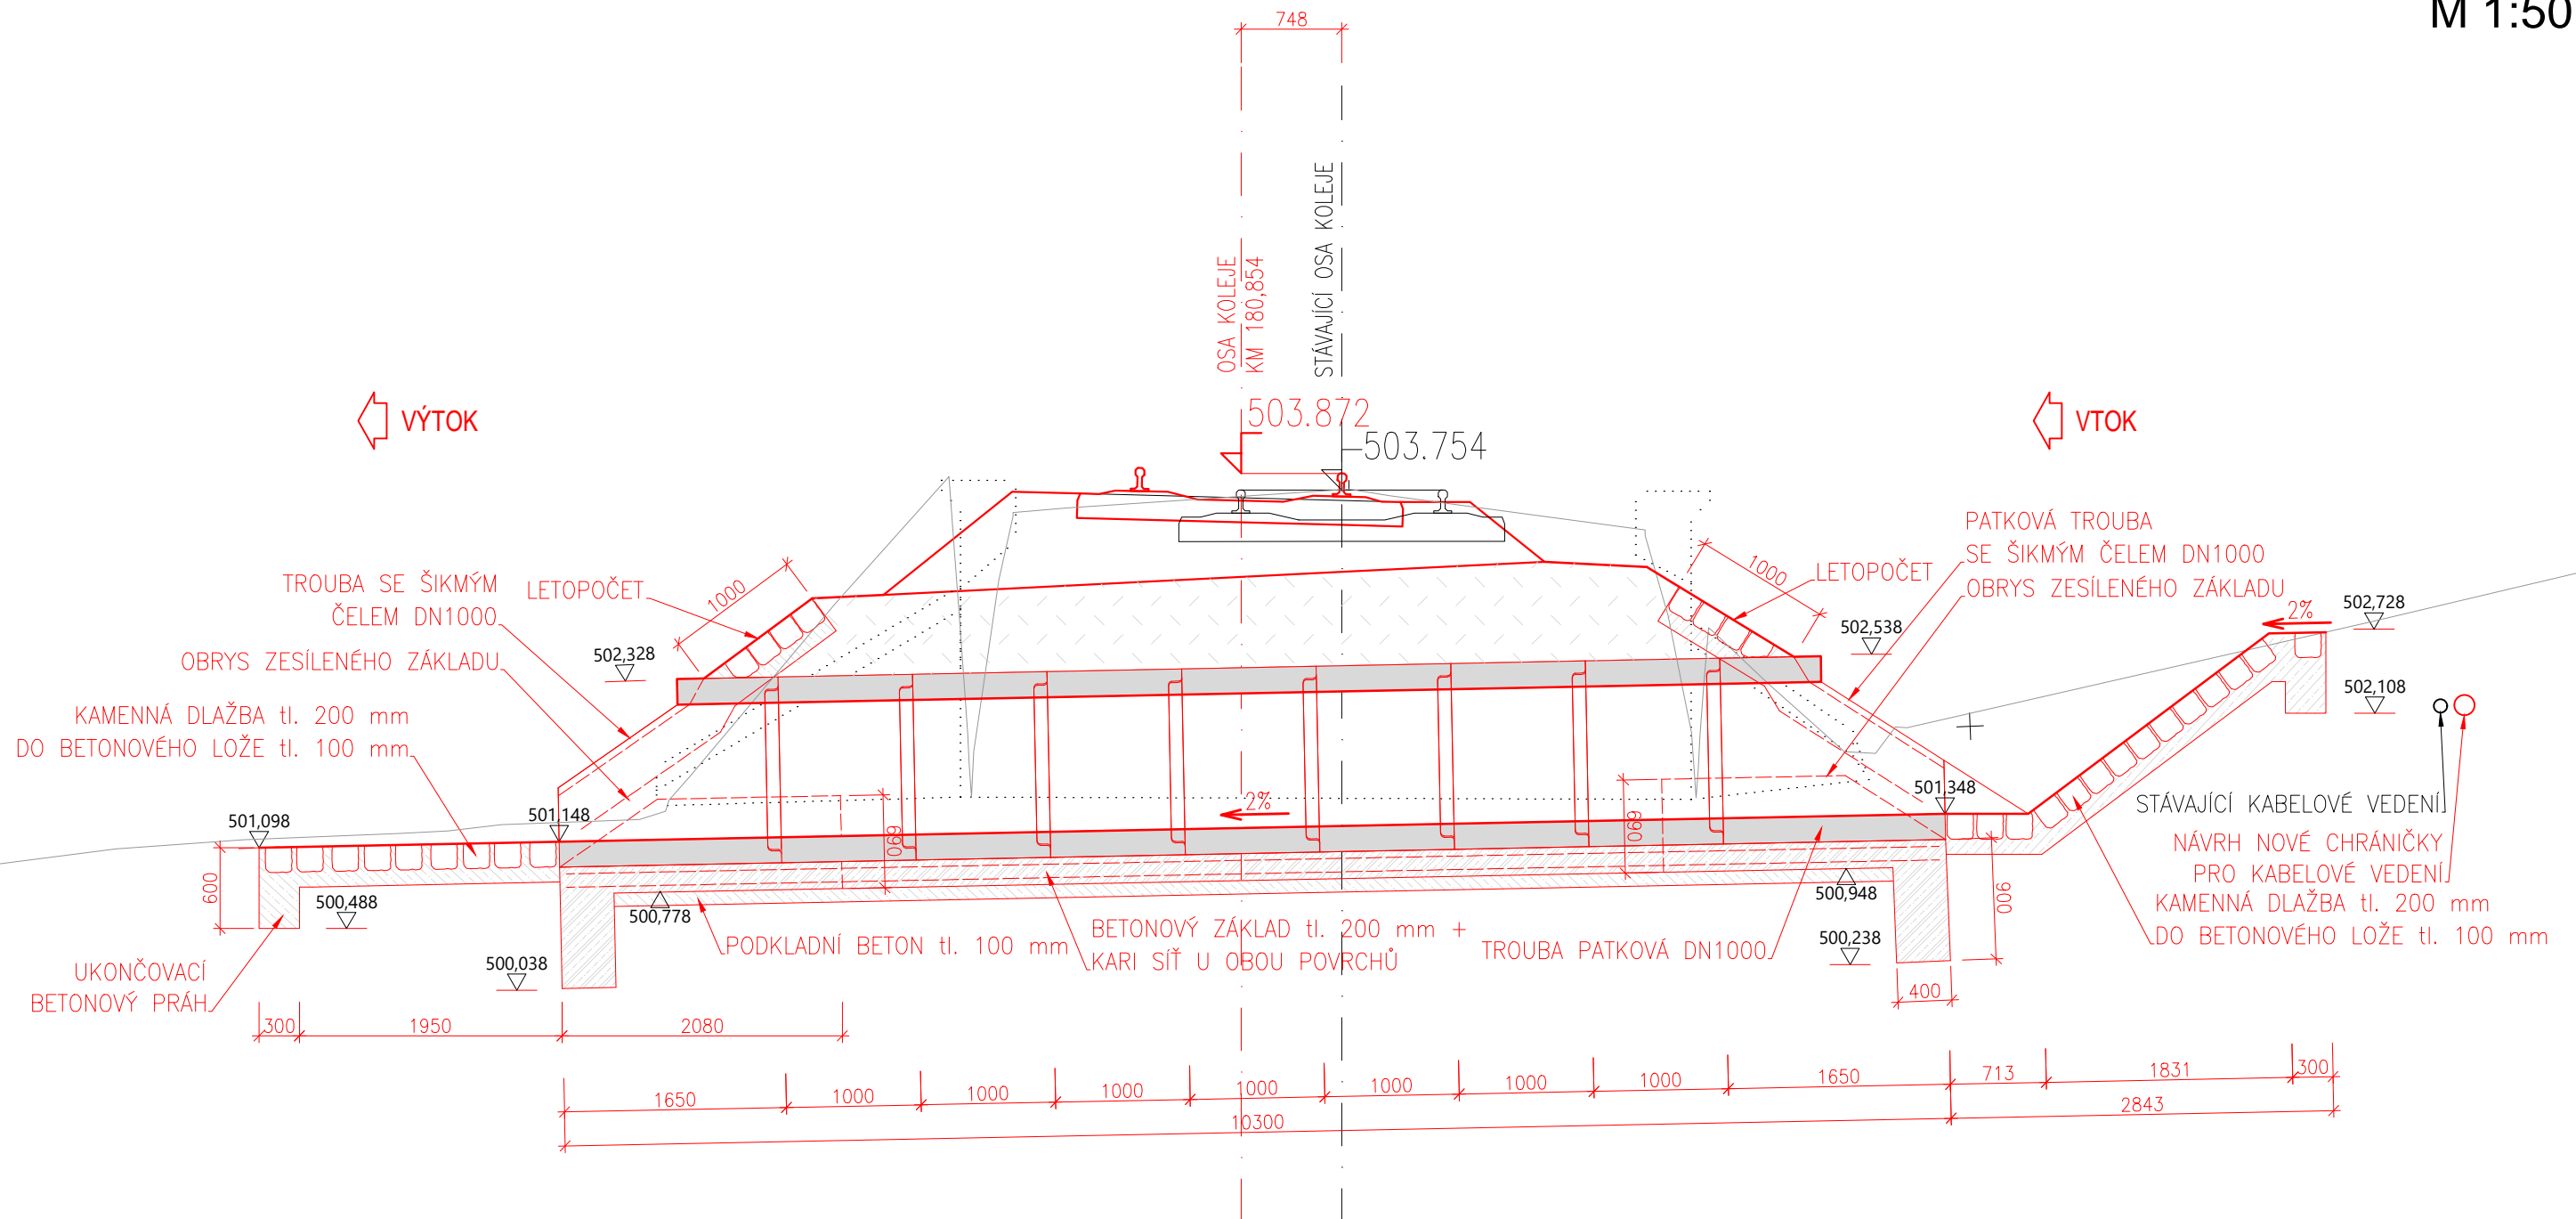 M 1:50
748
OSA KOLEJE
KM 180,854
STÁVAJÍCÍ OSA KOLEJE
VÝTOK
VTOK
503.872
503.754
TROUBA SE ŠIKMÝM
ČELEM DN1000
LETOPOČET
1000
OBRYS ZESÍLENÉHO ZÁKLADU
502,328
KAMENNÁ DLAŽBA tl. 200 mm
DO BETONOVÉHO LOŽE tl. 100 mm
PATKOVÁ TROUBA
SE ŠIKMÝM ČELEM DN1000
OBRYS ZESÍLENÉHO ZÁKLADU
LETOPOČET
1000
502,538
2%
502,728
502,108
501,098
501,148
2%
690
690
501,348
STÁVAJÍCÍ KABELOVÉ VEDENÍ
NÁVRH NOVÉ CHRÁNIČKY
PRO KABELOVÉ VEDENÍ
KAMENNÁ DLAŽBA tl. 200 mm
DO BETONOVÉHO LOŽE tl. 100 mm
600
500,488
500,778
500,948
900
PODKLADNÍ BETON tl. 100 mm
BETONOVÝ ZÁKLAD tl. 200 mm +
KARI SÍŤ U OBOU POVRCHŮ
TROUBA PATKOVÁ DN1000
500,238
500,038
UKONČOVACÍ
BETONOVÝ PRÁH
400
300
1950
2080
1650
1000
1000
1000
1000
1000
1000
1000
1650
713
1831
300
10300
2843